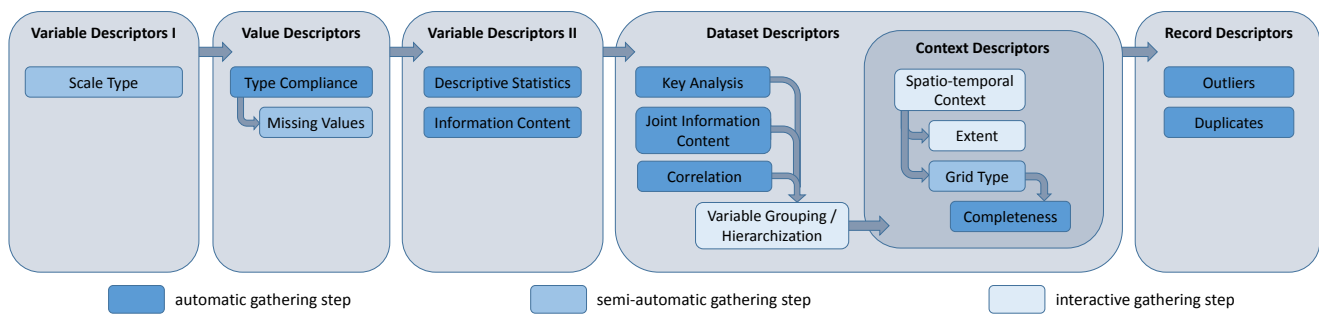 Variable Descriptors I
Scale Type
Value Descriptors
Type Compliance
Missing Values
Variable Descriptors II
Descriptive Statistics
Information Content
Dataset Descriptors
Key Analysis
Joint Information
Content
Correlation
Variable Grouping /
Hierarchization
Context Descriptors
Spatio-temporal
Context
Extent
Grid Type
Completeness
Record Descriptors
Outliers
Duplicates
automatic gathering step
semi-automatic gathering step
interactive gathering step